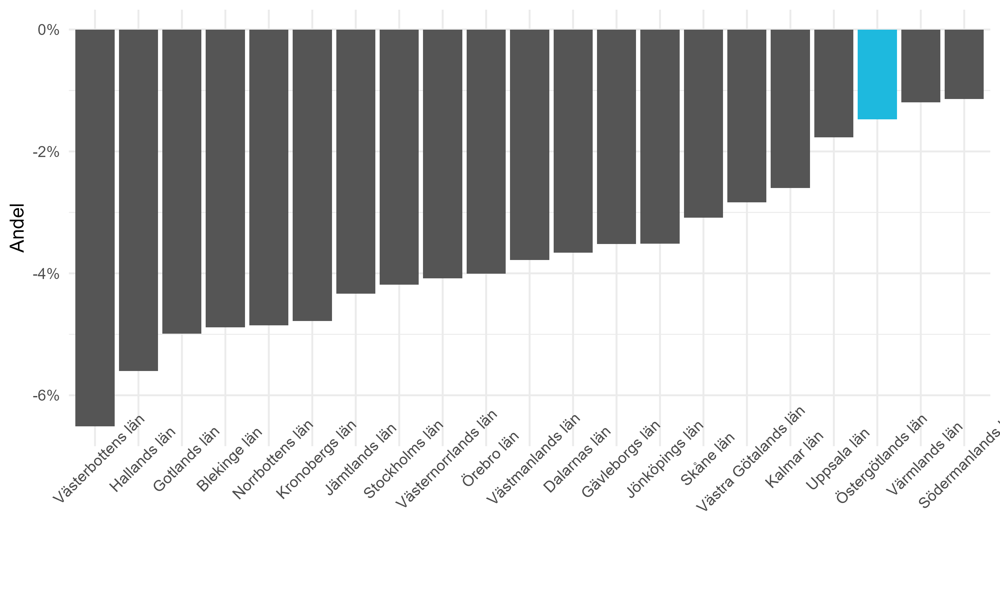 0%
-2%
-4%
-6%
Andel
Västerbottens län
Hallands län
Gotlands län
Blekinge län
Norrbottens län
Kronobergs län
Jämtlands län
Stockholms län
Västernorrlands län
Örebro län
Västmanlands län
Dalarnas län
Gävleborgs län
Jönköpings län
Skåne län
Västra Götalands län
Kalmar län
Uppsala län
Östergötlands län
Värmlands län
Södermanlands